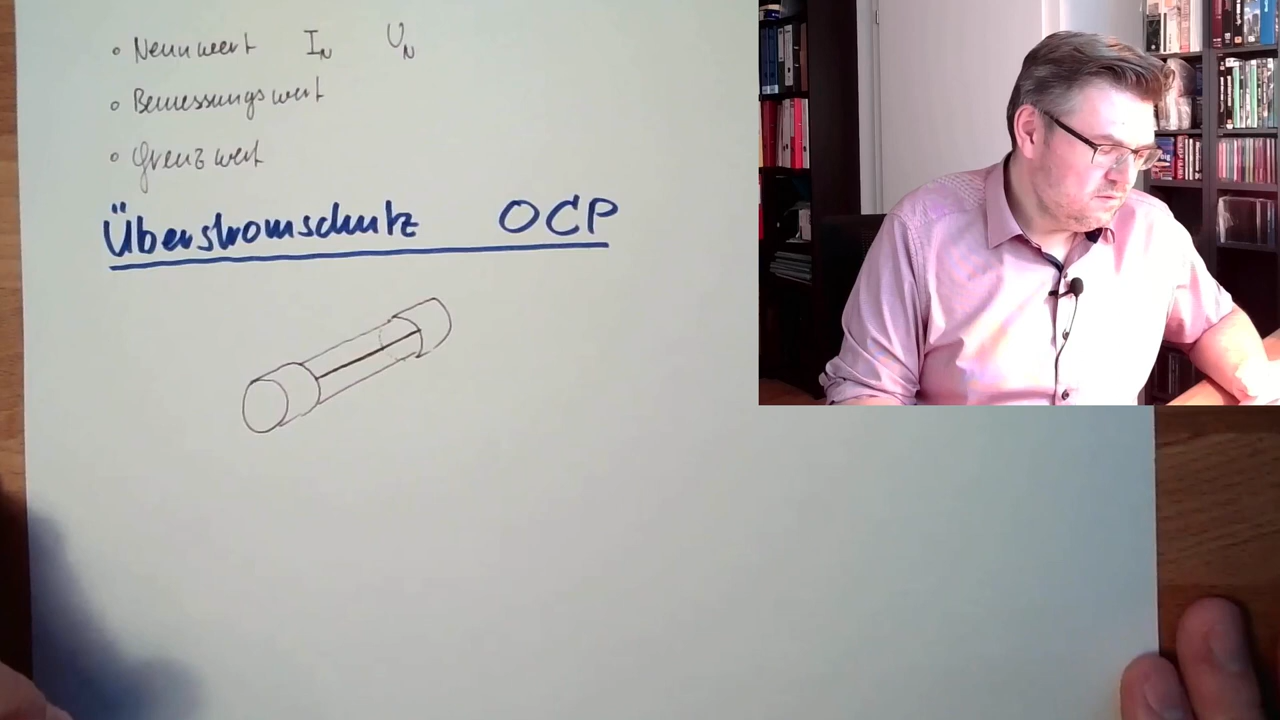 • Nennwert I_N U_N
• Bemessungswert
• Grenzwert
Überstromschutz OCP